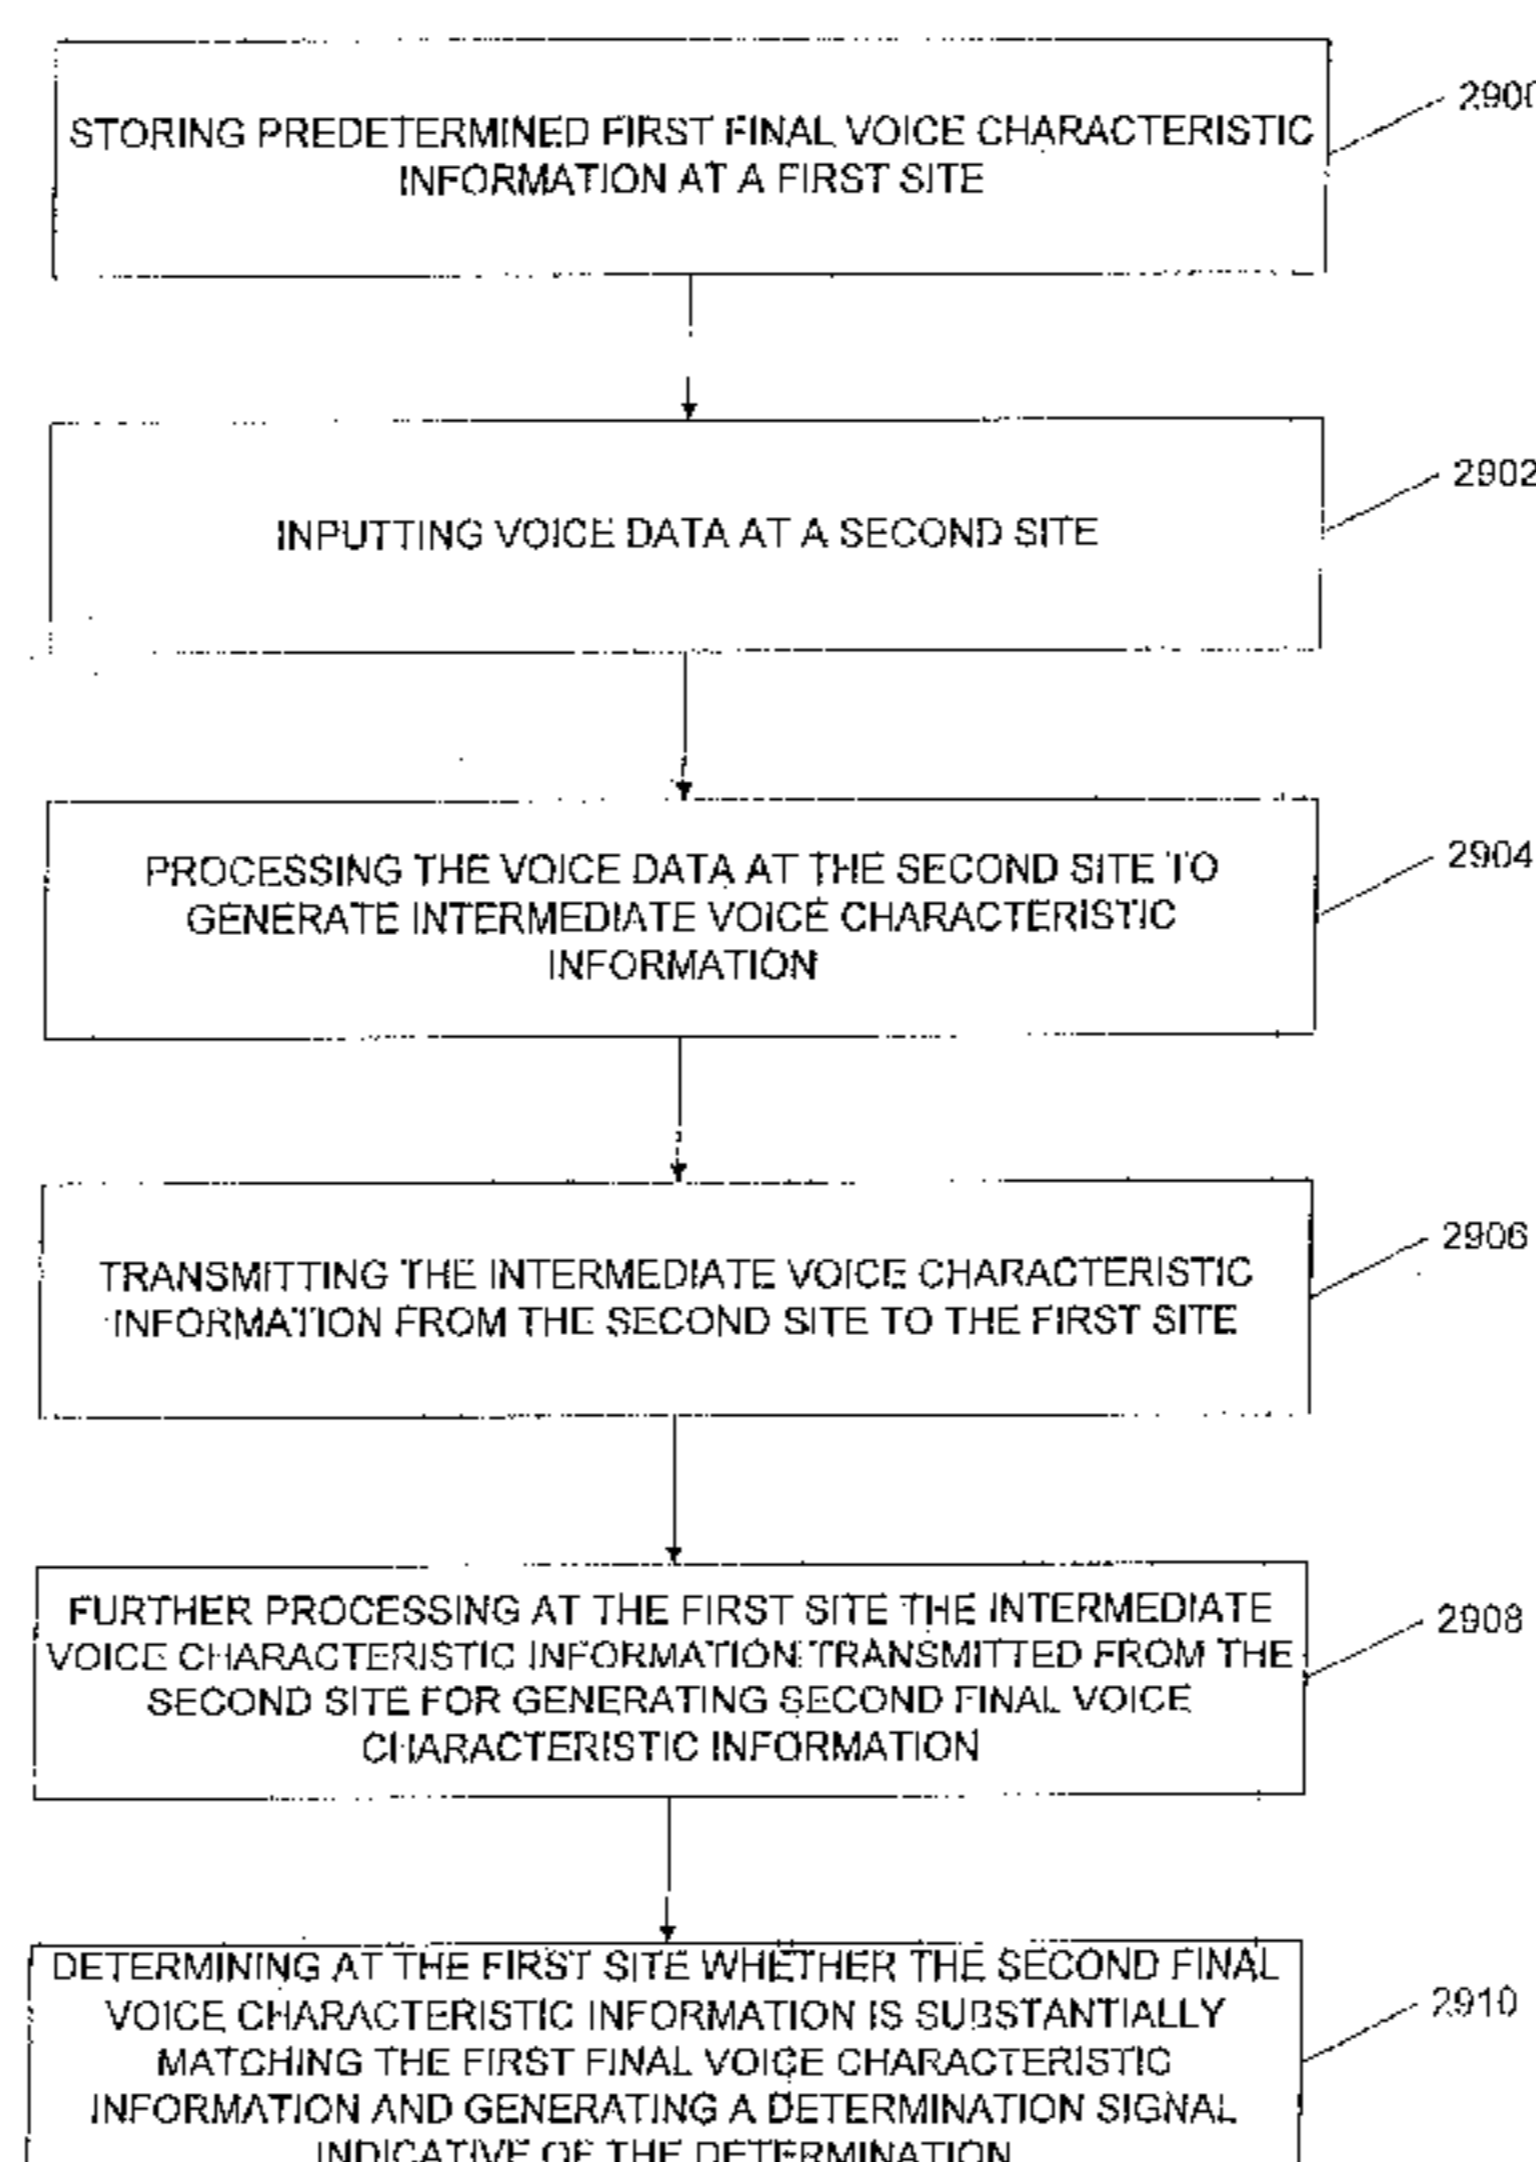 2900
STORING PREDETERMINED FIRST FINAL VOICE CHARACTERISTIC
INFORMATION AT A FIRST SITE
2902
INPUTTING VOICE DATA AT A SECOND SITE
2904
PROCESSING THE VOICE DATA AT THE SECOND SITE TO
GENERATE INTERMEDIATE VOICE CHARACTERISTIC
INFORMATION
2906
TRANSMITTING THE INTERMEDIATE VOICE CHARACTERISTIC
INFORMATION FROM THE SECOND SITE TO THE FIRST SITE
2908
FURTHER PROCESSING AT THE FIRST SITE THE INTERMEDIATE
VOICE CHARACTERISTIC INFORMATION TRANSMITTED FROM THE
SECOND SITE FOR GENERATING SECOND FINAL VOICE
CHARACTERISTIC INFORMATION
DETERMINING AT THE FIRST SITE WHETHER THE SECOND FINAL
2910
VOICE CHARACTERISTIC INFORMATION IS SUBSTANTIALLY
MATCHING THE FIRST FINAL VOICE CHARACTERISTIC
INFORMATION AND GENERATING A DETERMINATION SIGNAL
INDICATIVE OF THE DETERMINATION